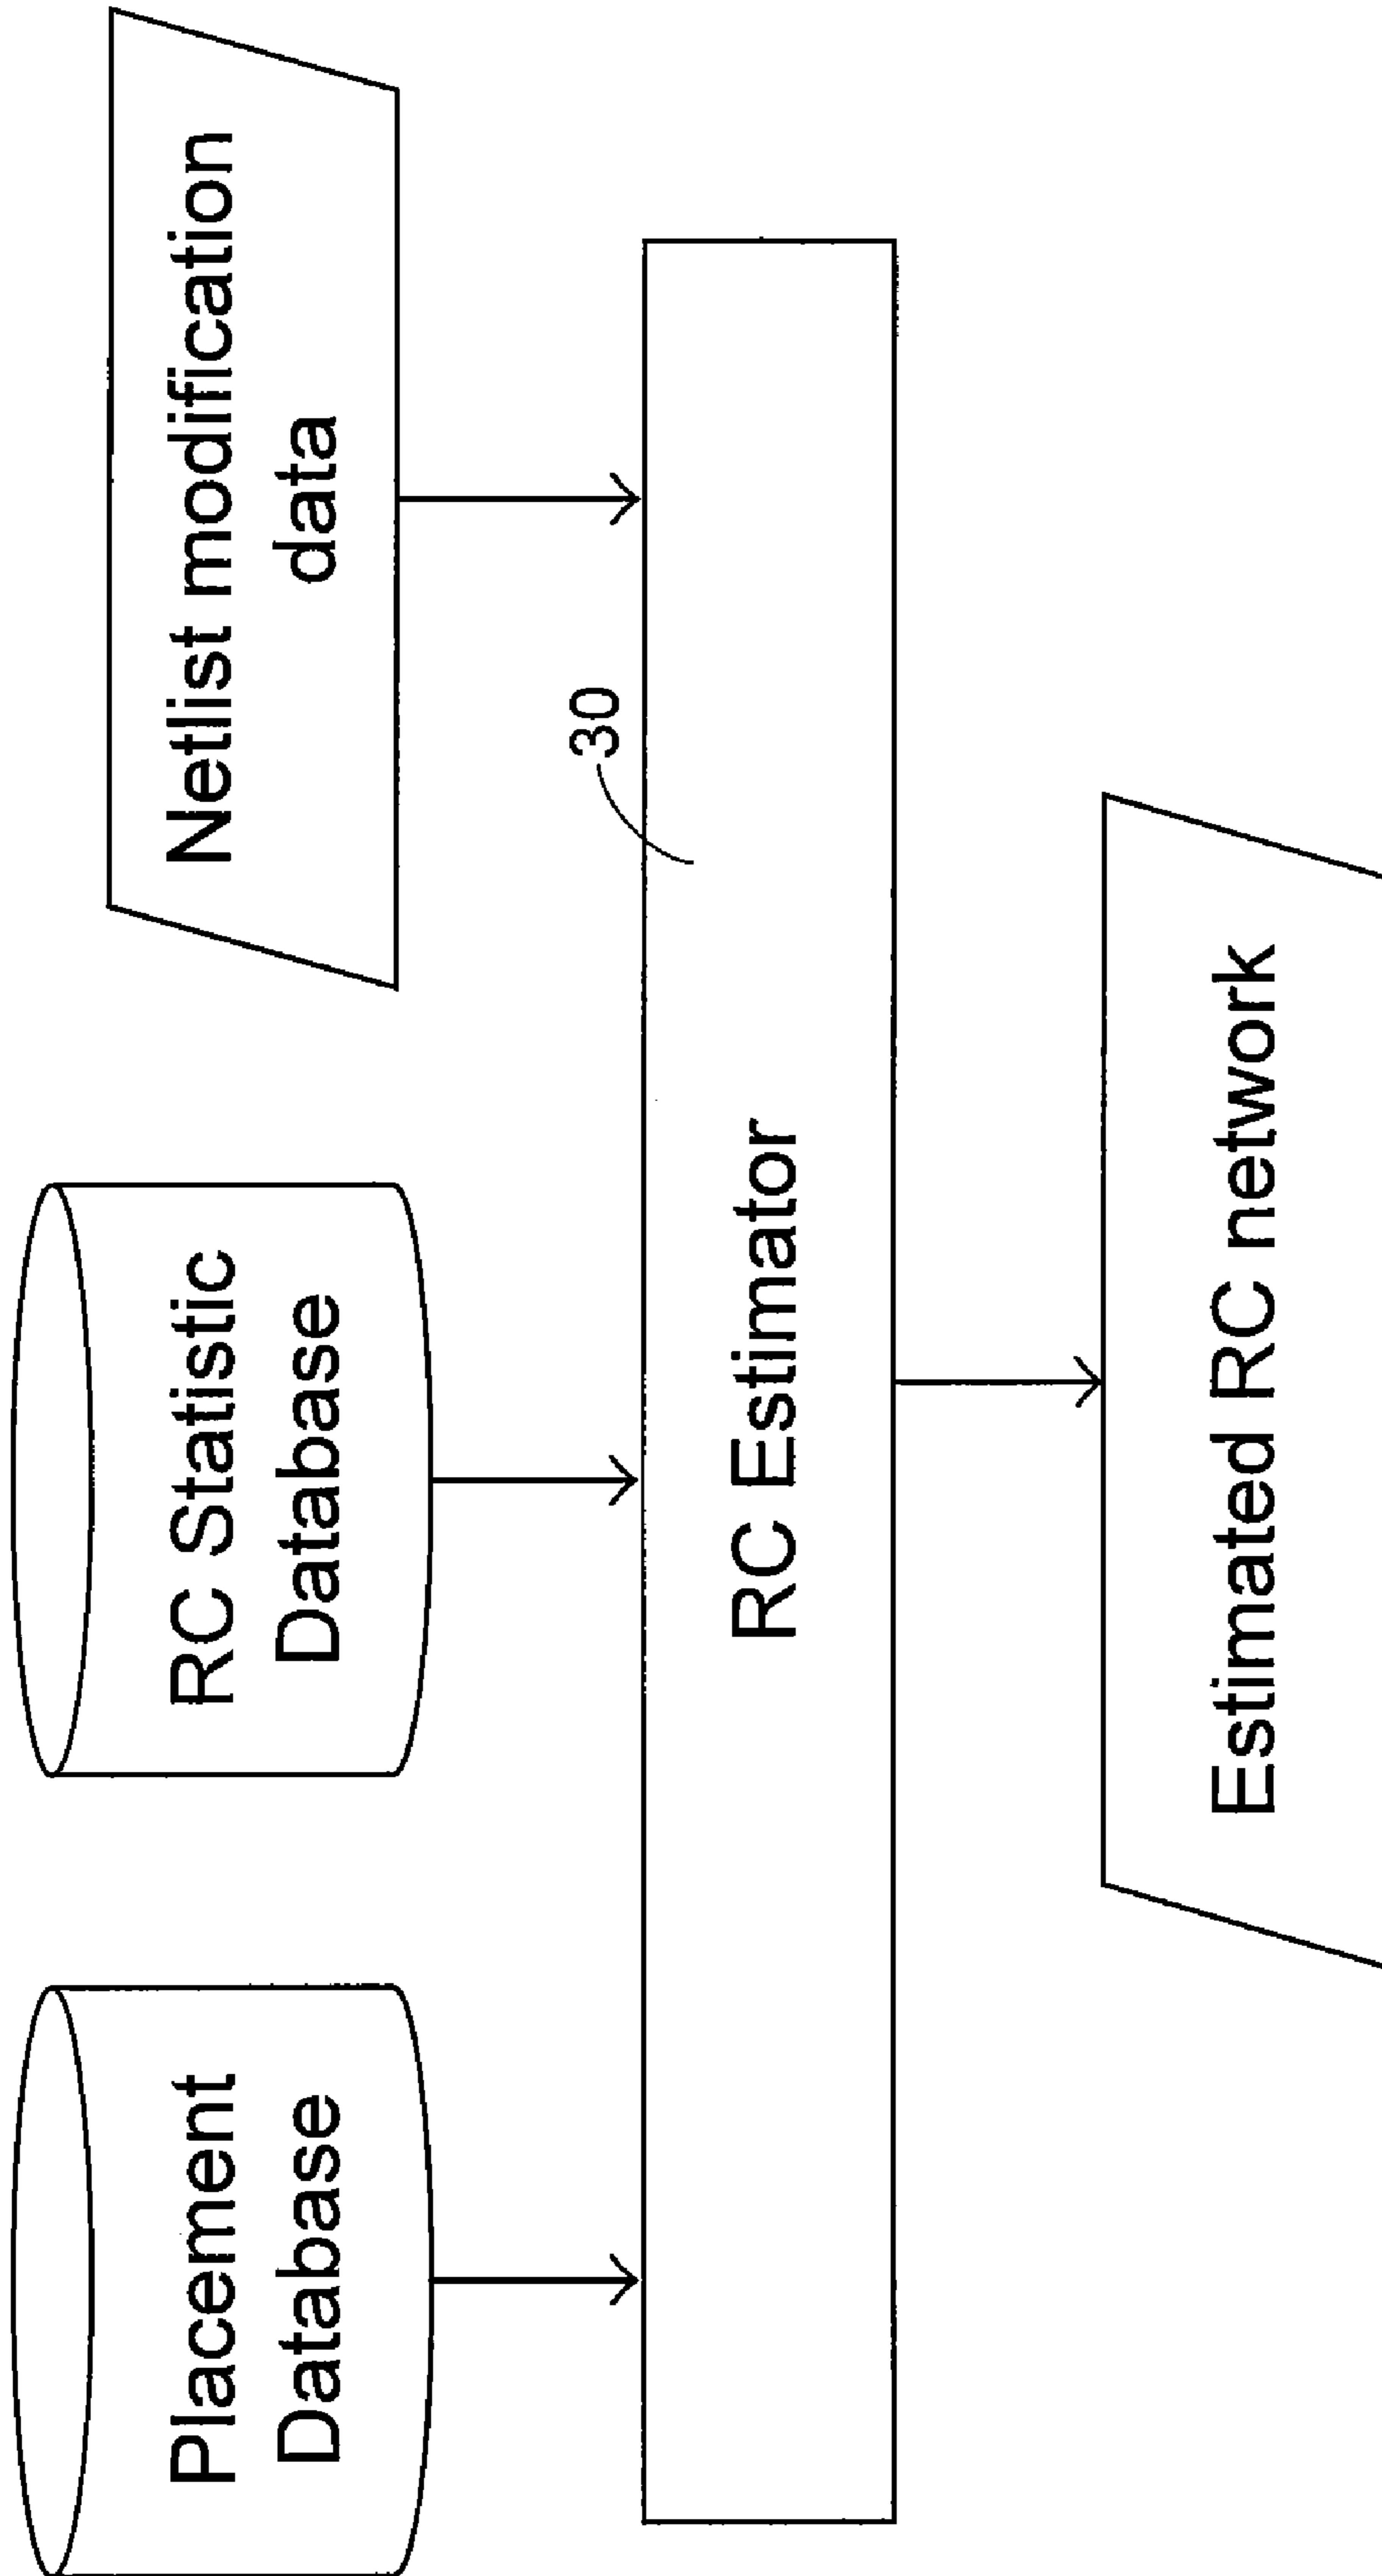 Placement
Database
RC Statistic
Database
Netlist modification
data
30
RC Estimator
Estimated RC network